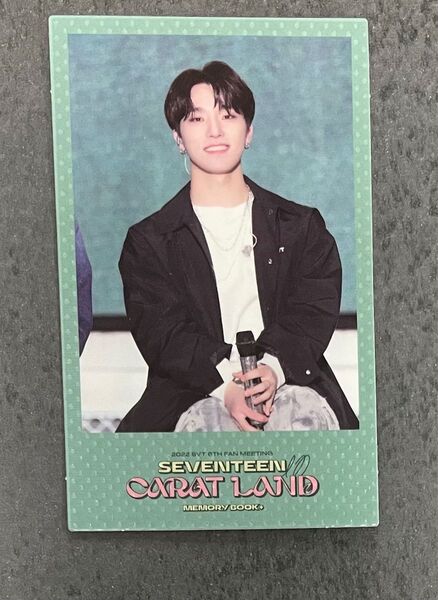 2022 SVT 6TH FAN MEETING
SEVENTEEN
CARAT LAND
MEMORY BOOK+